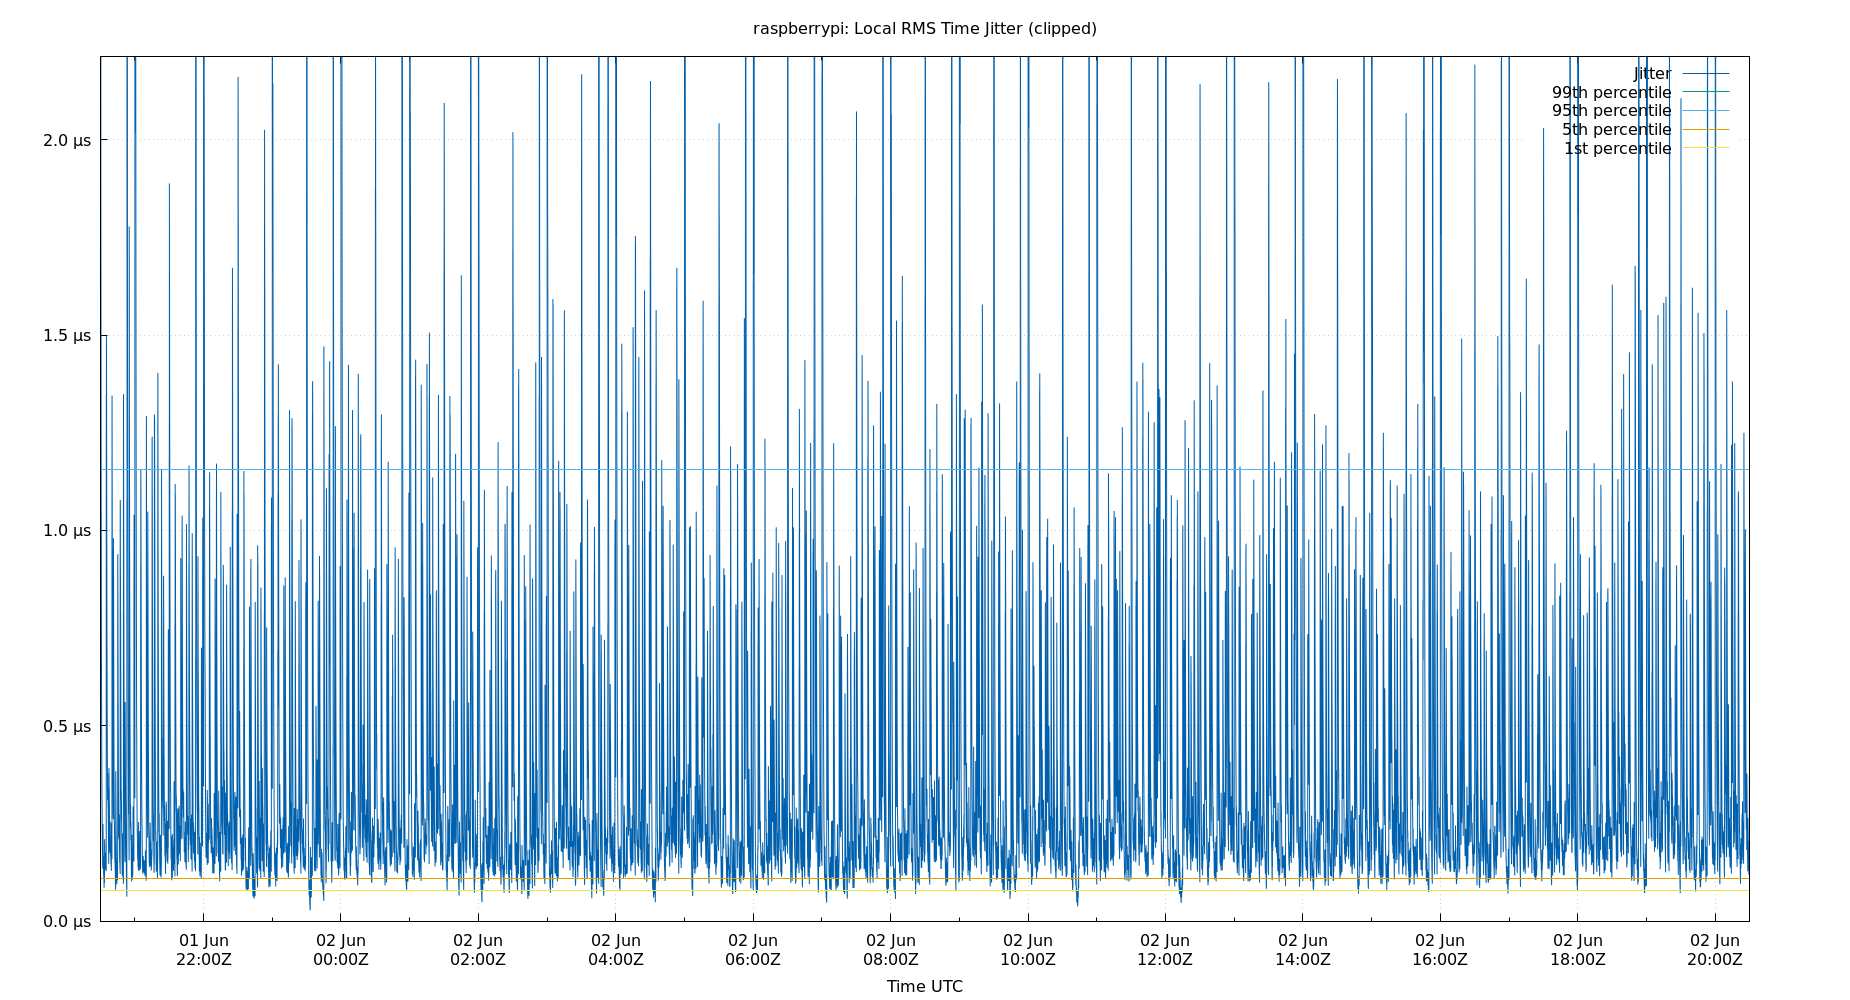 raspberrypi: Local RMS Time Jitter (clipped)
Jitter
99th percentile
95th percentile
5th percentile
1st percentile
2.0 μs
1.5 μs
1.0 μs
0.5 μs
0.0 μs
01 Jun 02 Jun 02 Jun 02 Jun 02 Jun 02 Jun 02 Jun 02 Jun 02 Jun 02 Jun 02 Jun 02 Jun
22:00Z 00:00Z 02:00Z 04:00Z 06:00Z 08:00Z 10:00Z 12:00Z 14:00Z 16:00Z 18:00Z 20:00Z
Time UTC